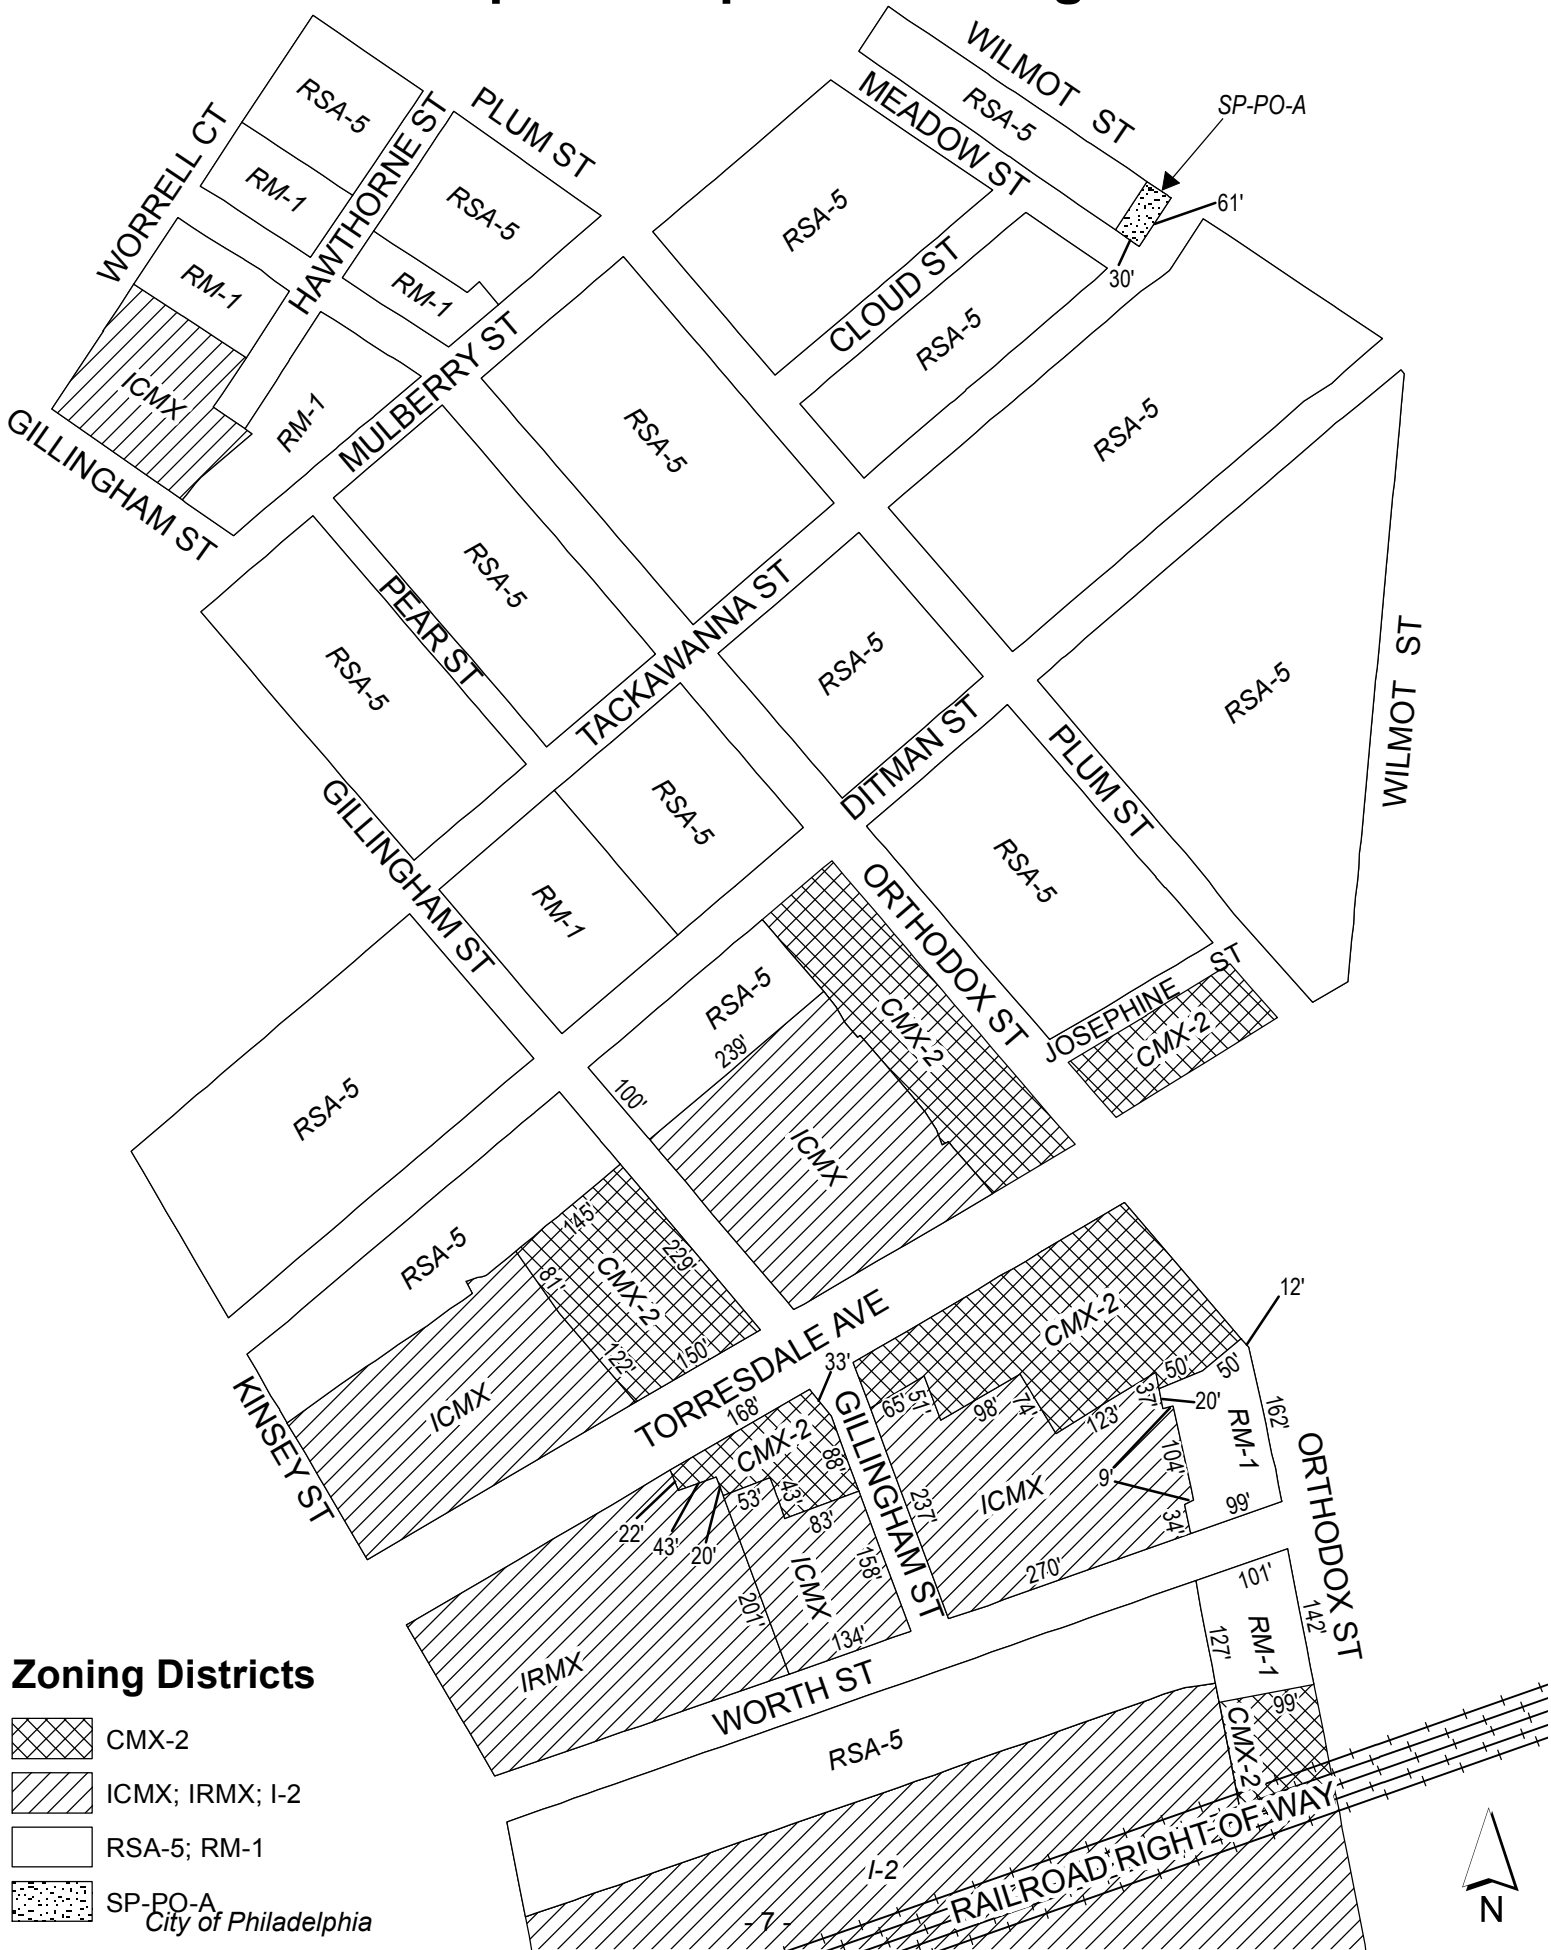 WILMOT ST
SP-PO-A
RSA-5
PLUM ST
MEADOW ST
RSA-5
HAWTHORNE ST
WORRELL CT
RM-1
RSA-5
RSA-5
61'
30'
RM-1
RM-1
CLOUD ST
RSA-5
MULBERRY ST
ICMX
RM-1
RSA-5
RSA-5
GILLINGHAM ST
RSA-5
PEAR ST
TACKAWANNA ST
RSA-5
RSA-5
RSA-5
WILMOT ST
DITMAN ST
PLUM ST
GILLINGHAM ST
RSA-5
RSA-5
RM-1
ORTHODOX ST
JOSEPHINE ST
RSA-5
CMX-2
CMX-2
239'
100'
RSA-5
ICMX
RSA-5
145'
229'
81'
CMX-2
122'
150'
TORRESDALE AVE
CMX-2
12'
33'
KINSEY ST
ICMX
168'
CMX-2
88'
GILLINGHAM ST
65'
51'
98'
74'
123'
37'
50'
50'
20'
162'
RM-1
ORTHODOX ST
104'
9'
34'
99'
ICMX
237'
270'
22'
43'
20'
53'
43'
83'
158'
ICMX
201'
134'
IRMX
WORTH ST
101'
142'
127'
RM-1
99'
CMX-2
RSA-5
I-2
RAILROAD RIGHT OF WAY
Zoning Districts
CMX-2
ICMX; IRMX; I-2
RSA-5; RM-1
SP-PO-A
City of Philadelphia
- 7 -
N